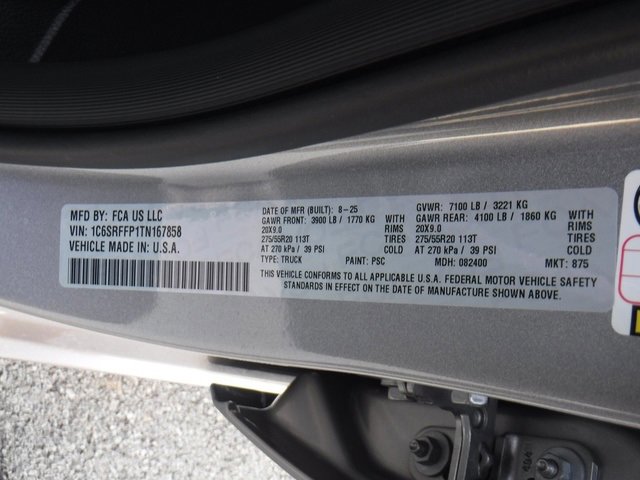 MFD BY: FCA US LLC
VIN: 1C6SRFFP1TN167858
VEHICLE MADE IN: U.S.A.
DATE OF MFR (BUILT): 8-25
GAWR FRONT: 3900 LB / 1770 KG WITH
20X9.0 RIMS
275/55R20 113T TIRES
AT 270 kPa / 39 PSI COLD
TYPE: TRUCK PAINT: PSC
GVWR: 7100 LB / 3221 KG
GAWR REAR: 4100 LB / 1860 KG WITH
20X9.0 RIMS
275/55R20 113T TIRES
AT 270 kPa / 39 PSI COLD
MDH: 082400 MKT: 875
THIS VEHICLE CONFORMS TO ALL APPLICABLE U.S.A. FEDERAL MOTOR VEHICLE SAFETY
STANDARDS IN EFFECT ON THE DATE OF MANUFACTURE SHOWN ABOVE.